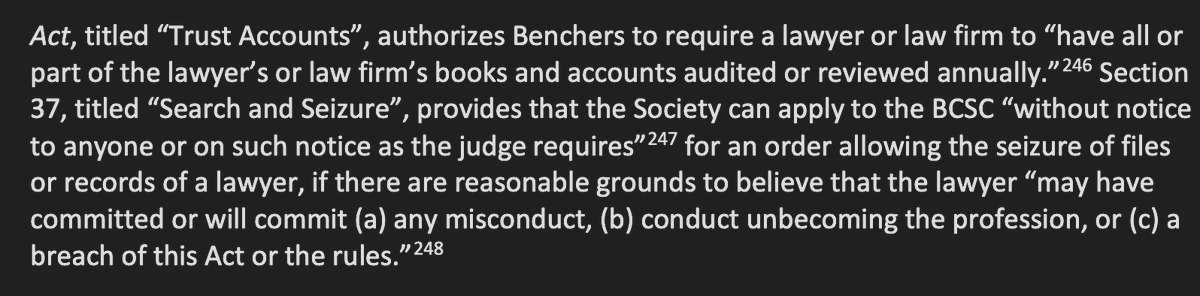 Act, titled “Trust Accounts”, authorizes Benchers to require a lawyer or law firm to “have all or
part of the lawyer’s or law firm’s books and accounts audited or reviewed annually.”246 Section
37, titled “Search and Seizure”, provides that the Society can apply to the BCSC “without notice
to anyone or on such notice as the judge requires”247 for an order allowing the seizure of files
or records of a lawyer, if there are reasonable grounds to believe that the lawyer “may have
committed or will commit (a) any misconduct, (b) conduct unbecoming the profession, or (c) a
breach of this Act or the rules.”248